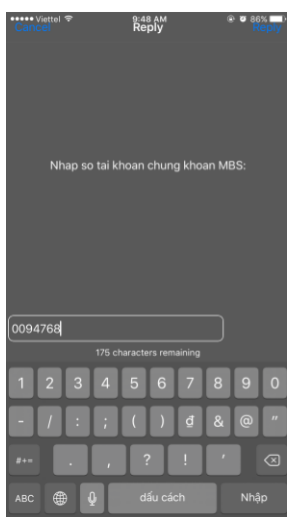 ●●●●● Viettel 9:48 AM 86%
Cancel Reply Reply
Nhap so tai khoan chung khoan MBS:
0094768
175 characters remaining
1 2 3 4 5 6 7 8 9 0
- / : ; ( ) ₫ & @ "
#+= . , ? ! '
ABC dấu cách Nhập